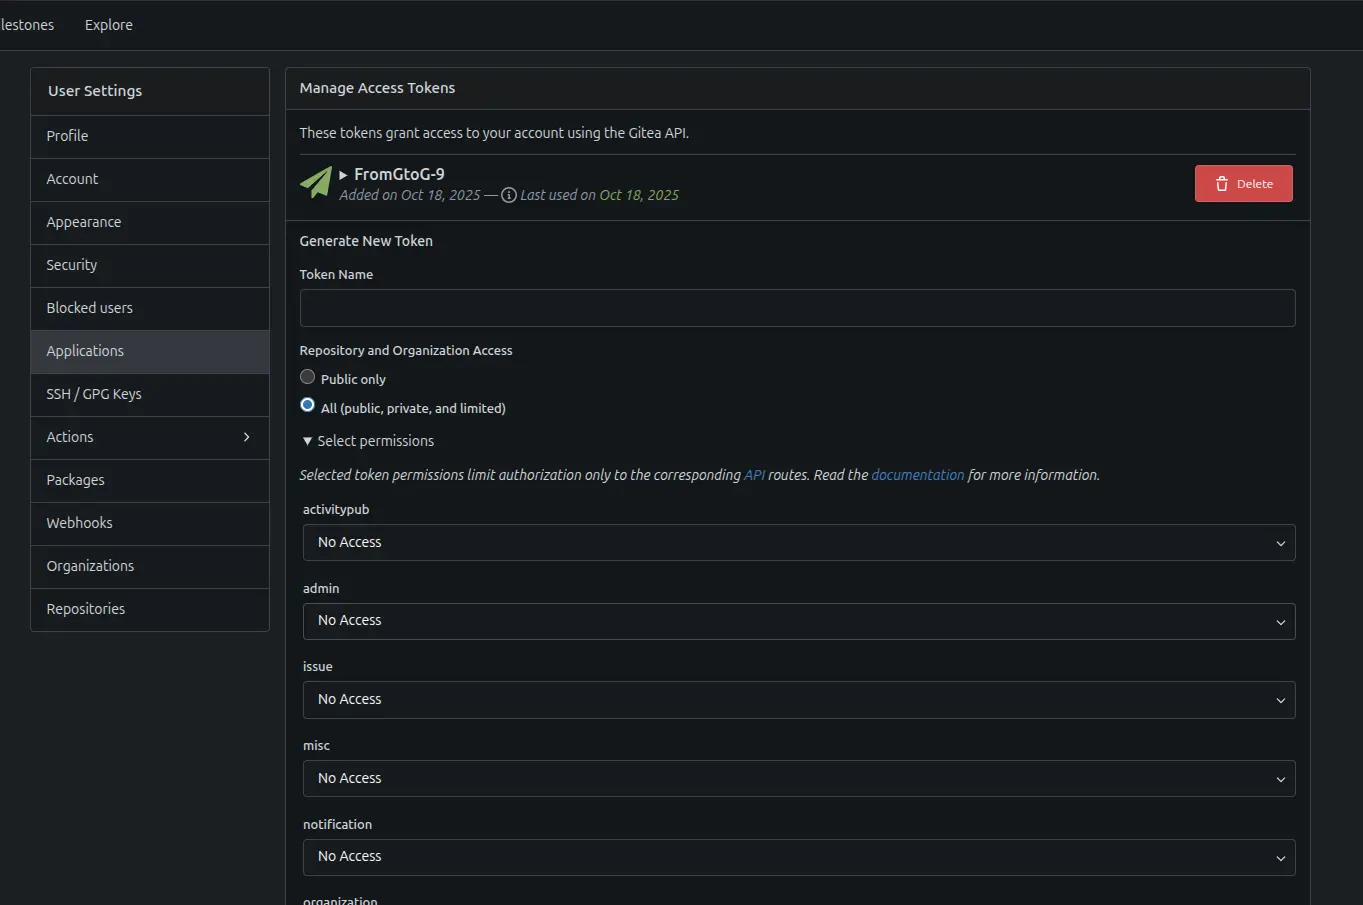 lestones Explore
User Settings
Profile
Account
Appearance
Security
Blocked users
Applications
SSH / GPG Keys
Actions
Packages
Webhooks
Organizations
Repositories
Manage Access Tokens
These tokens grant access to your account using the Gitea API.
FromGtoG-9
Added on Oct 18, 2025 — Last used on Oct 18, 2025
Delete
Generate New Token
Token Name
Repository and Organization Access
Public only
All (public, private, and limited)
Select permissions
Selected token permissions limit authorization only to the corresponding API routes. Read the documentation for more information.
activitypub
No Access
admin
No Access
issue
No Access
misc
No Access
notification
No Access
organization